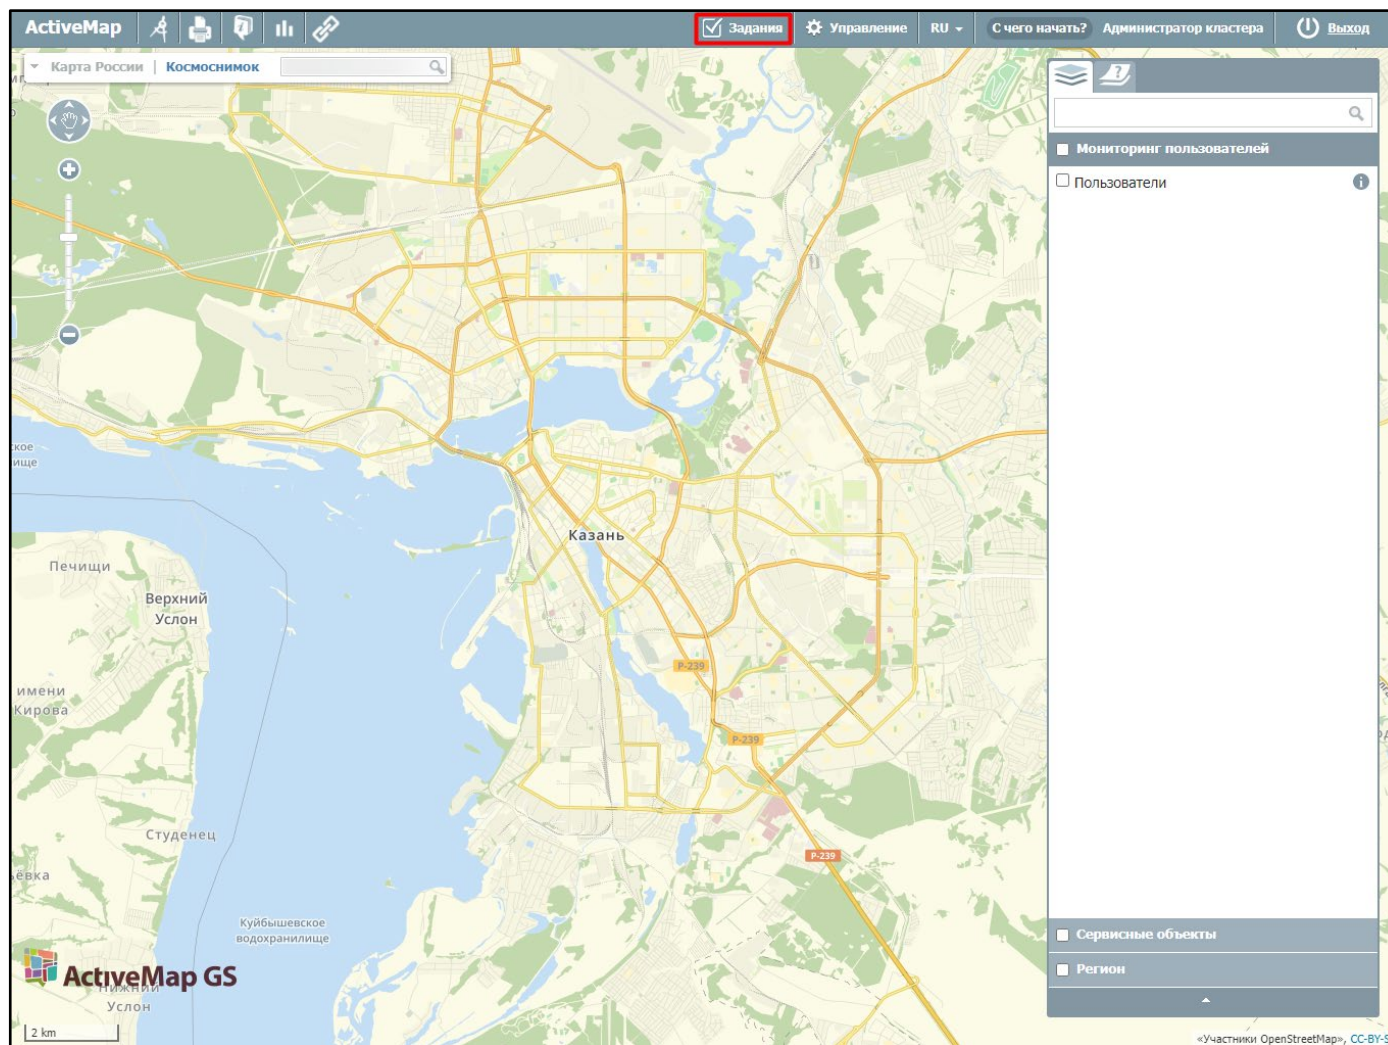 ActiveMap
Задания
Управление
RU
С чего начать?
Администратор кластера
Выход
Карта России | Космоснимок
Мониторинг пользователей
Пользователи
Казань
Печищи
Верхний
Услон
имени
Кирова
Р-239
Р-239
Студенец
Р-239
Куйбышевское
водохранилище
Сервисные объекты
ActiveMap GS
Регион
Нижний
Услон
2 km
«Участники OpenStreetMap», CC-BY-S